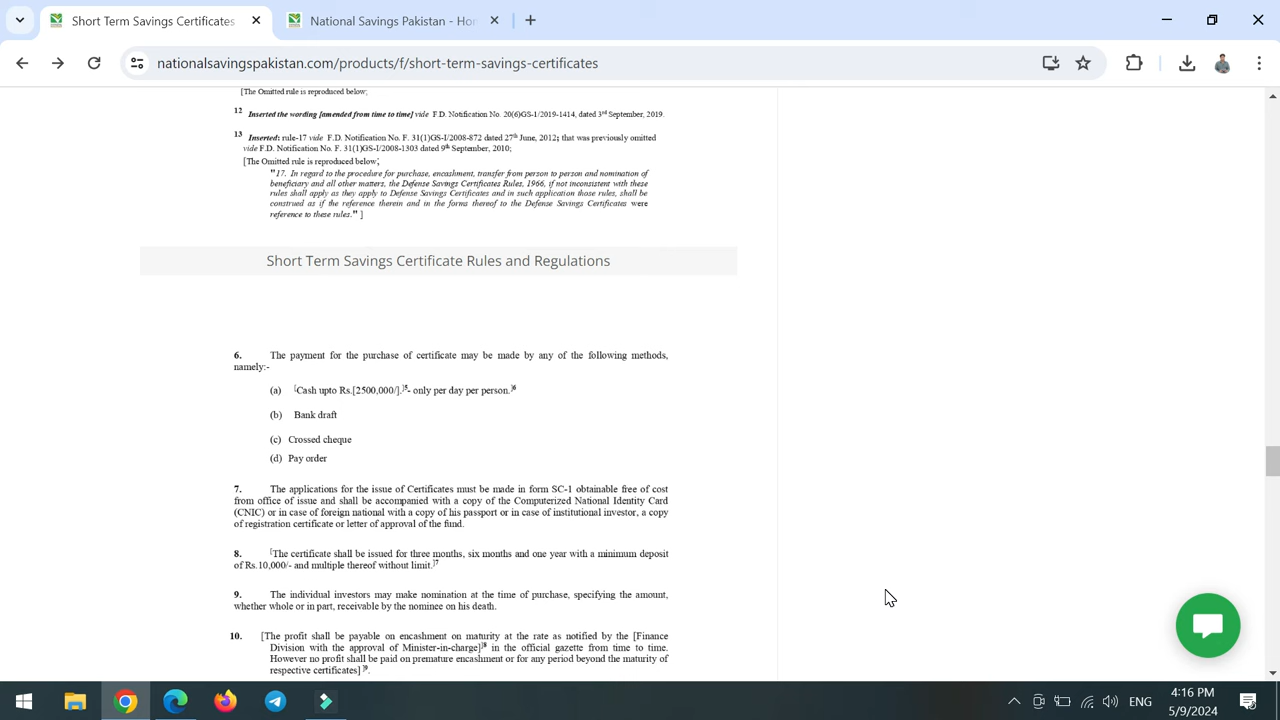 Short Term Savings Certificates
National Savings Pakistan - Hom
nationalsavingspakistan.com/products/f/short-term-savings-certificates
[The Omitted rule is reproduced below;
12 Inserted the wording [amended from time to time] vide F.D. Notification No. 20(6)GS-1/2019-1414, dated 3rd September, 2019.
13 Inserted: rule-17 vide F.D. Notification No. F. 31(1)GS-I/2008-872 dated 27th June, 2012; that was previously omitted
vide F.D. Notification No. F. 31(1)GS-I/2008-1303 dated 9th September, 2010;
[The Omitted rule is reproduced below;
"17. In regard to the procedure for purchase, encashment, transfer from person to person and nomination of
beneficiary and all other matters, the Defense Savings Certificates Rules, 1966, if not inconsistent with these
rules shall apply as they apply to Defense Savings Certificates and in such application those rules, shall be
construed as if the reference therein and in the forms thereof to the Defense Savings Certificates were
reference to these rules." ]
Short Term Savings Certificate Rules and Regulations
6. The payment for the purchase of certificate may be made by any of the following methods,
namely:-
(a) [Cash upto Rs.[2500,000/].]5- only per day per person.]6
(b) Bank draft
(c) Crossed cheque
(d) Pay order
7. The applications for the issue of Certificates must be made in form SC-1 obtainable free of cost
from office of issue and shall be accompanied with a copy of the Computerized National Identity Card
(CNIC) or in case of foreign national with a copy of his passport or in case of institutional investor, a copy
of registration certificate or letter of approval of the fund.
8. [The certificate shall be issued for three months, six months and one year with a minimum deposit
of Rs.10,000/- and multiple thereof without limit.]7
9. The individual investors may make nomination at the time of purchase, specifying the amount,
whether whole or in part, receivable by the nominee on his death.
10. [The profit shall be payable on encashment on maturity at the rate as notified by the [Finance
Division with the approval of Minister-in-charge]8 in the official gazette from time to time.
However no profit shall be paid on premature encashment or for any period beyond the maturity of
respective certificates]9.
ENG
4:16 PM
5/9/2024